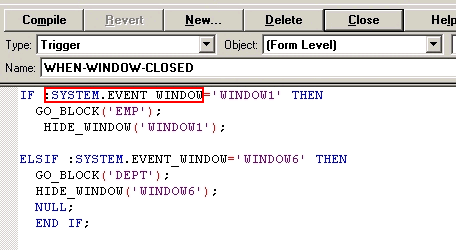 Compile Revert New... Delete Close Help
Type: Trigger Object: (Form Level)
Name: WHEN-WINDOW-CLOSED
IF :SYSTEM.EVENT_WINDOW='WINDOW1' THEN
GO_BLOCK('EMP');
HIDE_WINDOW('WINDOW1');
ELSIF :SYSTEM.EVENT_WINDOW='WINDOW6' THEN
GO_BLOCK('DEPT');
HIDE_WINDOW('WINDOW6');
NULL;
END IF;